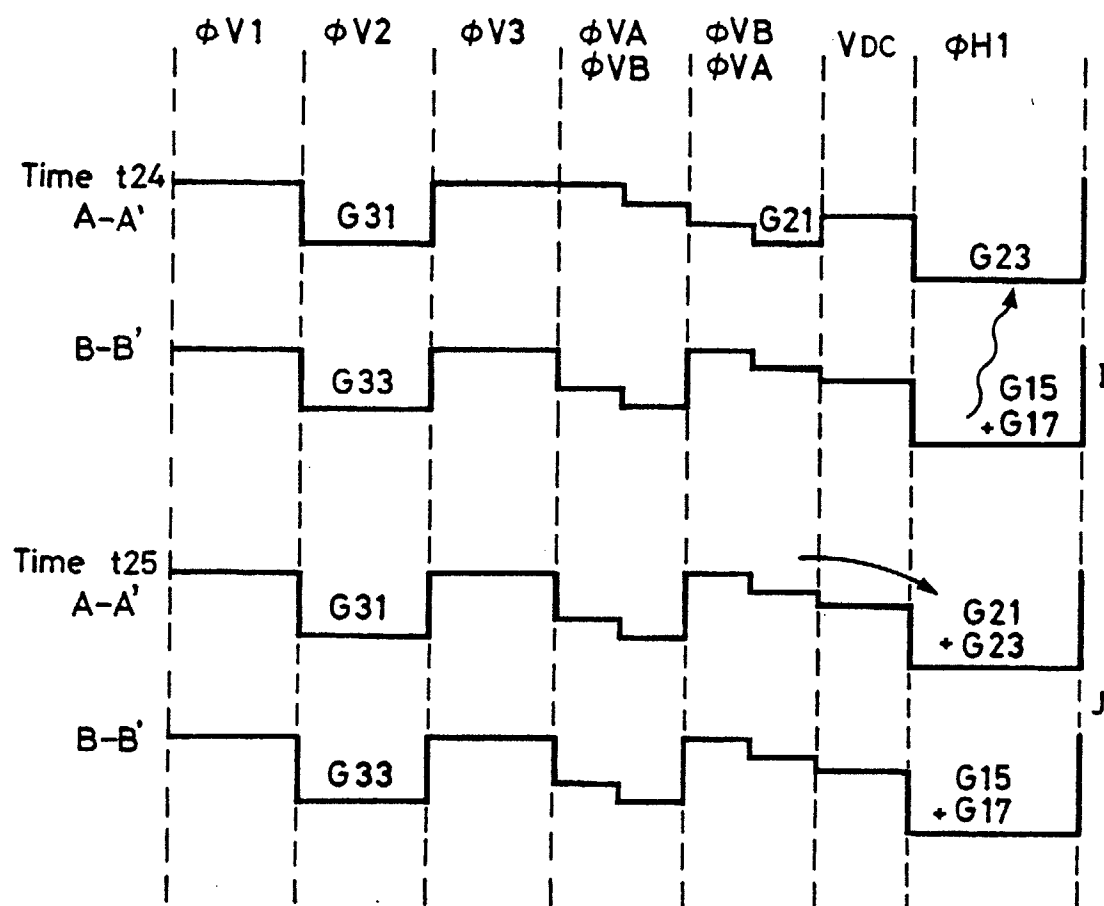 φV1 φV2 φV3 φVA φVB VDC φH1
φVB φVA
Time t24
A-A'
G31 G21 G23
B-B'
G33 G15
+G17
I
Time t25
A-A'
G31 G21
+G23
J
B-B'
G33 G15
+G17